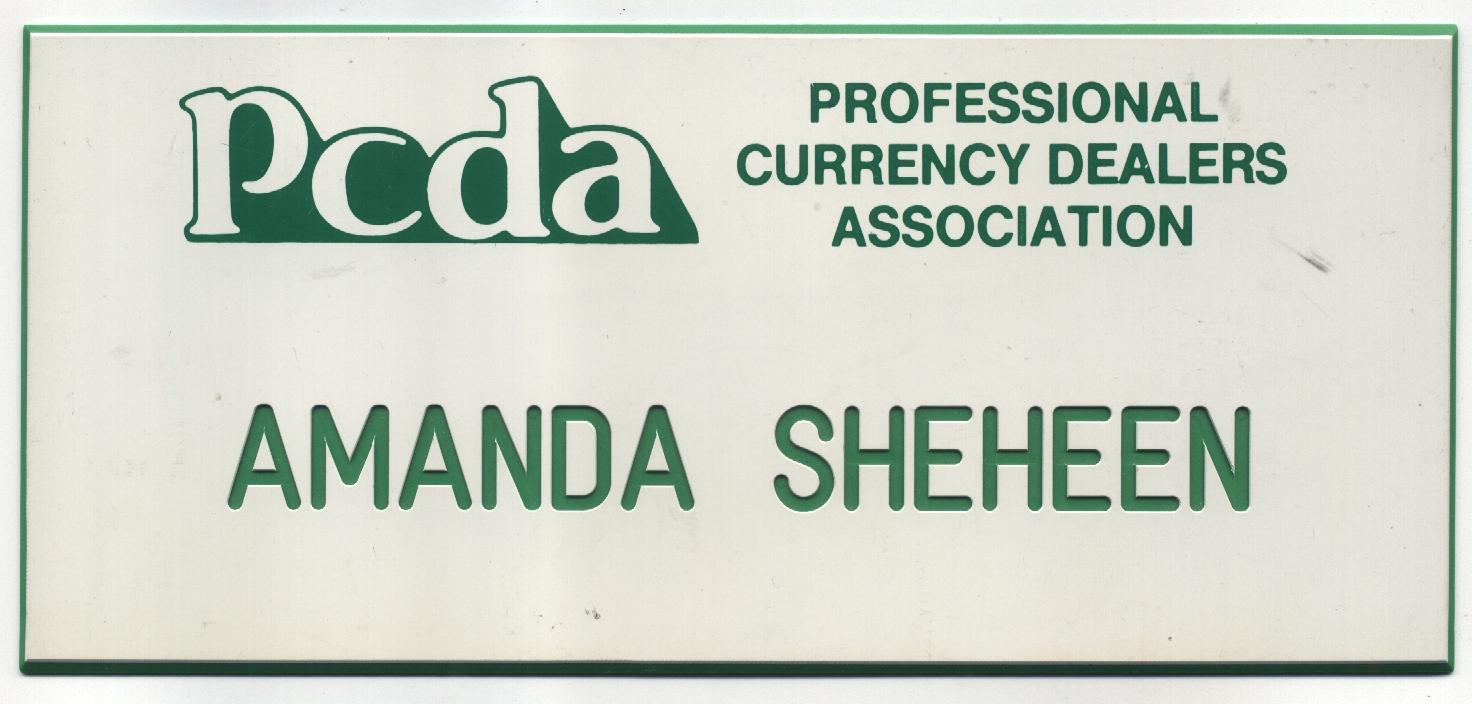 Pcda
PROFESSIONAL
CURRENCY DEALERS
ASSOCIATION
AMANDA SHEHEEN